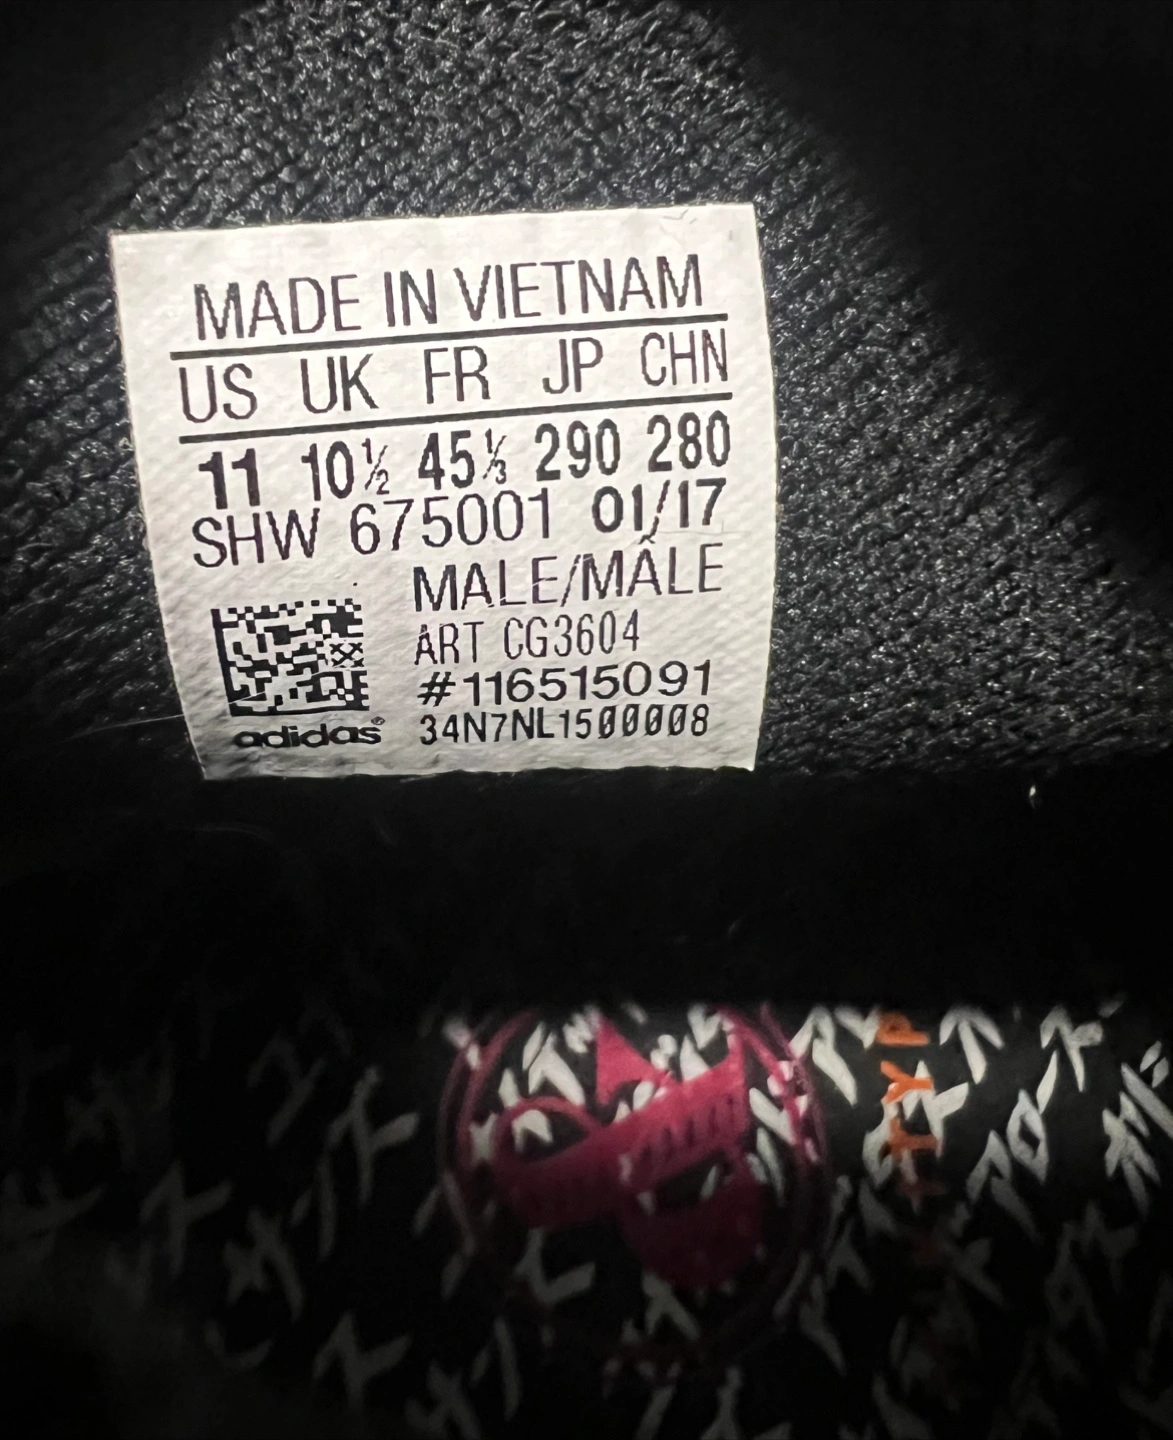 MADE IN VIETNAM
US UK FR JP CHN
11 10½ 45⅓ 290 280
SHW 675001 01/17
MALE/MÂLE
ART CG3604
#116515091
adidas® 34N7NL1500008
TYP